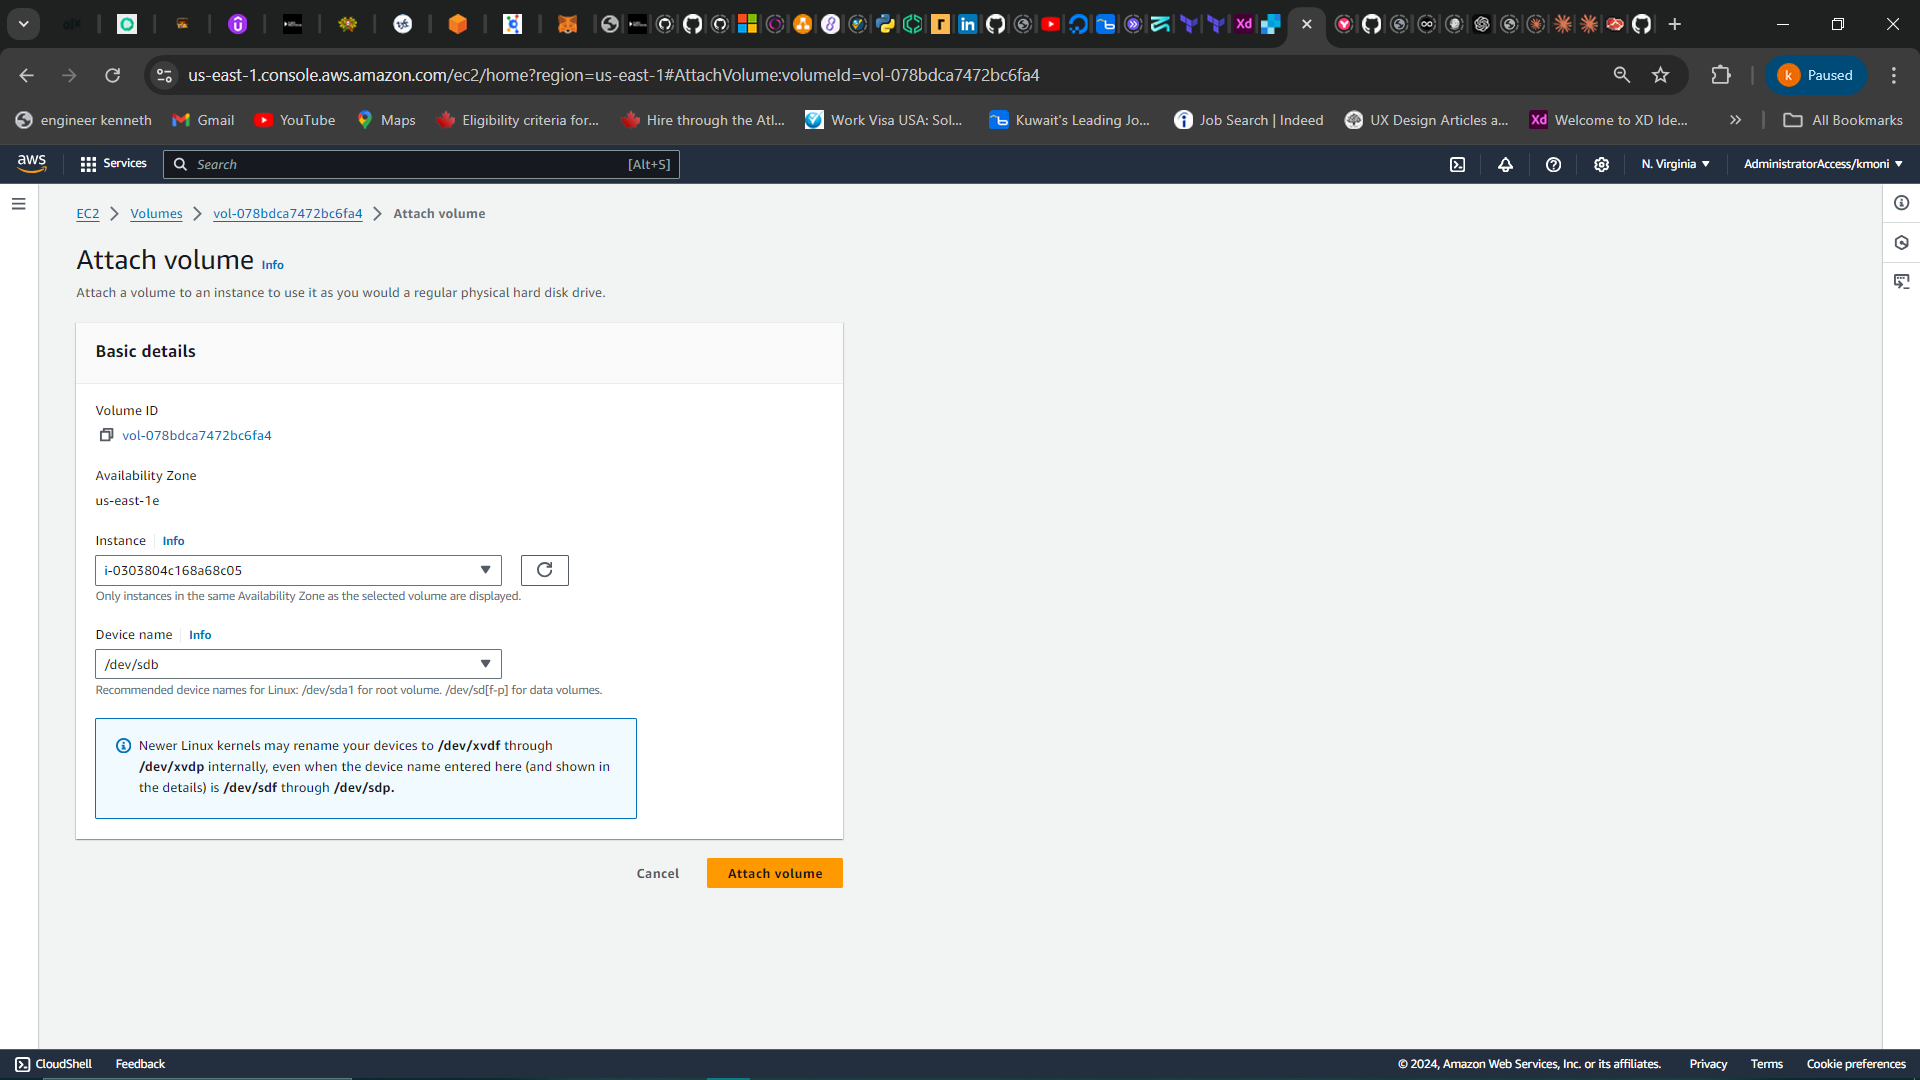 us-east-1.console.aws.amazon.com/ec2/home?region=us-east-1#AttachVolume:volumeId=vol-078bdca7472bc6fa4
k Paused
engineer kenneth Gmail YouTube Maps Eligibility criteria for... Hire through the Atl... Work Visa USA: Sol... Kuwait's Leading Jo... Job Search | Indeed UX Design Articles a... Xd Welcome to XD Ide... All Bookmarks
aws Services Search [Alt+S] N. Virginia AdministratorAccess/kmoni
EC2 Volumes vol-078bdca7472bc6fa4 Attach volume
Attach volume Info
Attach a volume to an instance to use it as you would a regular physical hard disk drive.
Basic details
Volume ID
vol-078bdca7472bc6fa4
Availability Zone
us-east-1e
Instance Info
i-0303804c168a68c05
Only instances in the same Availability Zone as the selected volume are displayed.
Device name Info
/dev/sdb
Recommended device names for Linux: /dev/sda1 for root volume. /dev/sd[f-p] for data volumes.
Newer Linux kernels may rename your devices to /dev/xvdf through
/dev/xvdp internally, even when the device name entered here (and shown in
the details) is /dev/sdf through /dev/sdp.
Cancel Attach volume
CloudShell Feedback © 2024, Amazon Web Services, Inc. or its affiliates. Privacy Terms Cookie preferences